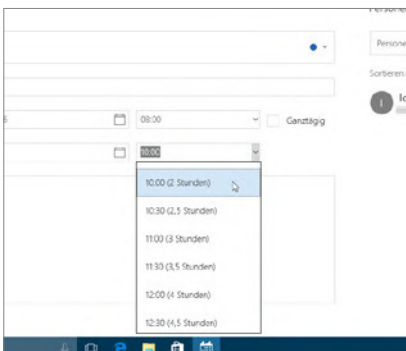 Persone
Sortieren
08:00
Ganztägig
10:00
10:00 (2 Stunden)
10:30 (2,5 Stunden)
11:00 (3 Stunden)
11:30 (3,5 Stunden)
12:00 (4 Stunden)
12:30 (4,5 Stunden)